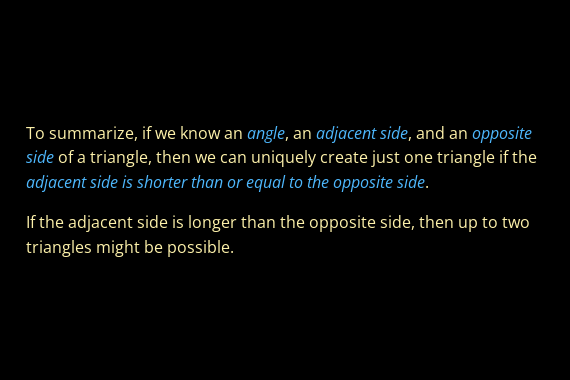 To summarize, if we know an angle, an adjacent side, and an opposite
side of a triangle, then we can uniquely create just one triangle if the
adjacent side is shorter than or equal to the opposite side.
If the adjacent side is longer than the opposite side, then up to two
triangles might be possible.